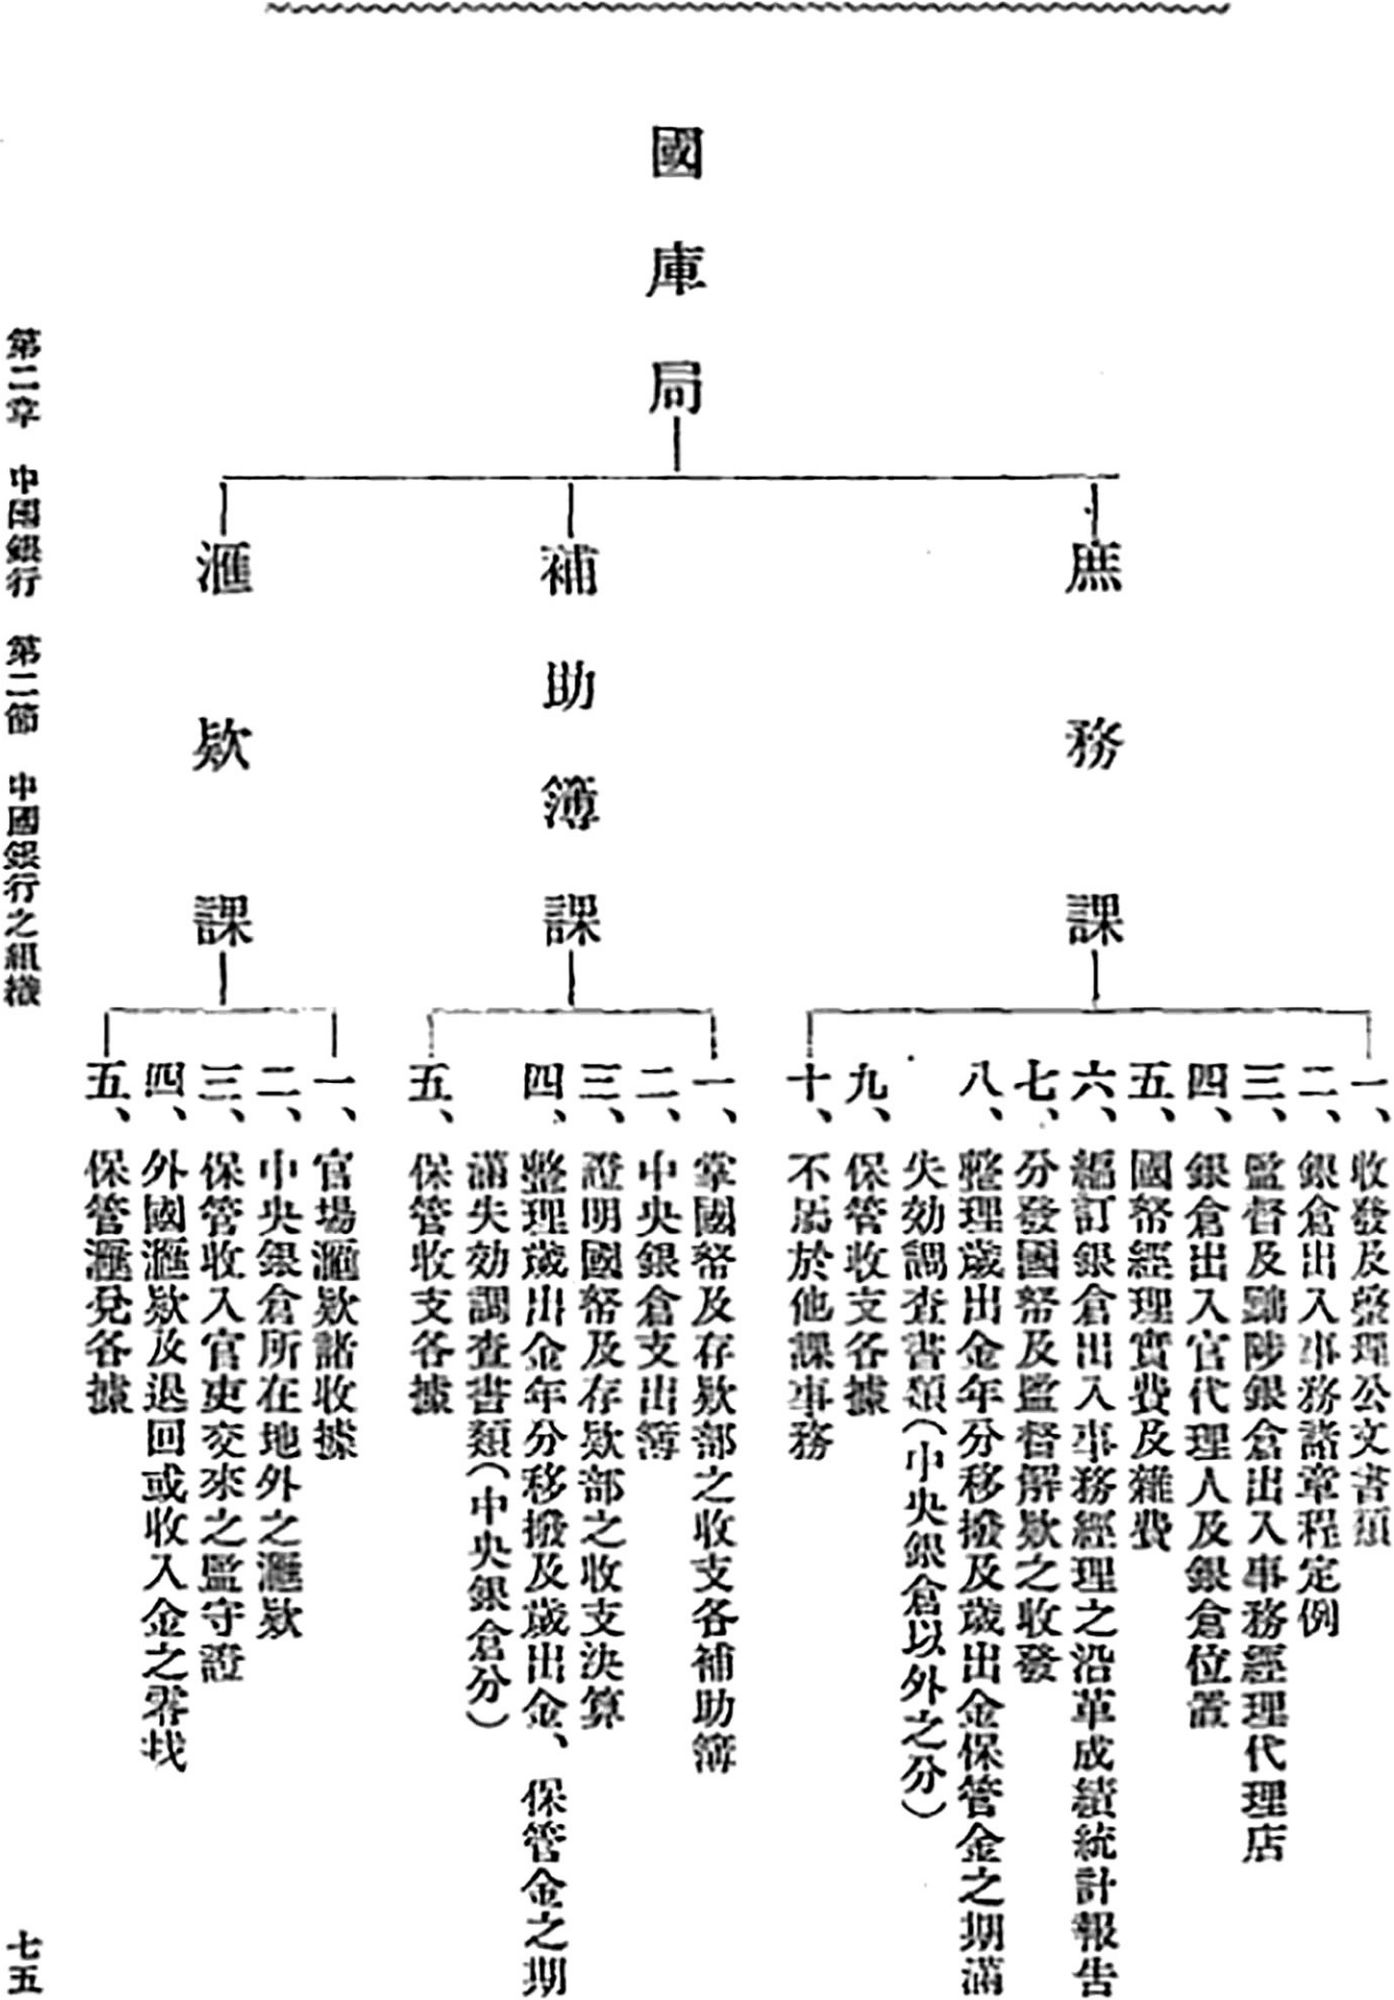 國庫局
庶務課
一、收發及整理公文書類
二、銀倉出入事務諸章程定例
三、監督及黜陟銀倉出入事務經理代理店
四、銀倉出入官代理人及銀倉位置
五、國幣經理實費及雜費
六、編訂銀倉出入事務經理之沿革成績統計報告
七、分發國幣及監督解欵之收發
八、整理歲出金年分移撥及歲出金保管金之期滿
失効調查書類(中央銀倉以外之分)
九、保管收支各據
十、不屬於他課事務
補助簿課
一、掌國幣及存欵部之收支各補助簿
二、中央銀倉支出簿
三、證明國幣及存欵部之收支決算
四、整理歲出金年分移撥及歲出金、保管金之期
滿失効調查書類(中央銀倉分)
五、保管收支各據
滙欵課
一、官場滙欵諸收據
二、中央銀倉所在地外之滙欵
三、保管收入官吏交來之監守證
四、外國滙欵及退回或收入金之零找
五、保管滙兌各據
第二章 中國銀行 第二節 中國銀行之組織
七五